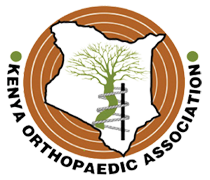 • KENYA ORTHOPAEDIC ASSOCIATION •